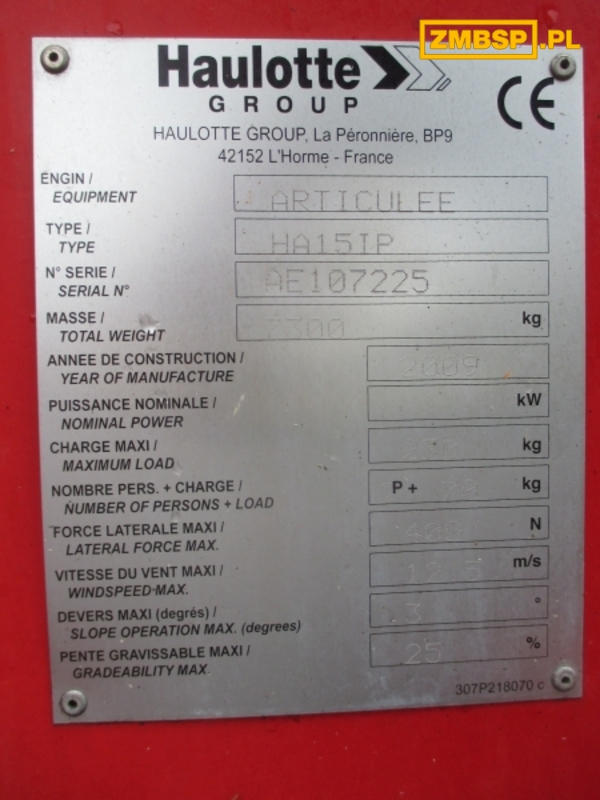 ZMBSP.PL
Haulotte
GROUP
CE
HAULOTTE GROUP, La Péronnière, BP9
42152 L'Horme - France
ENGIN /
EQUIPMENT
ARTICULEE
TYPE /
TYPE
HA15IP
N° SERIE /
SERIAL N°
AE107225
MASSE /
TOTAL WEIGHT
7300 kg
ANNEE DE CONSTRUCTION /
YEAR OF MANUFACTURE
2009
PUISSANCE NOMINALE /
NOMINAL POWER
kW
CHARGE MAXI /
MAXIMUM LOAD
kg
NOMBRE PERS. + CHARGE /
NUMBER OF PERSONS + LOAD
P + kg
FORCE LATERALE MAXI /
LATERAL FORCE MAX.
400 N
VITESSE DU VENT MAXI /
WINDSPEED MAX.
12.5 m/s
DEVERS MAXI (degrés) /
SLOPE OPERATION MAX. (degrees)
3 °
PENTE GRAVISSABLE MAXI /
GRADEABILITY MAX.
25 %
307P218070 c